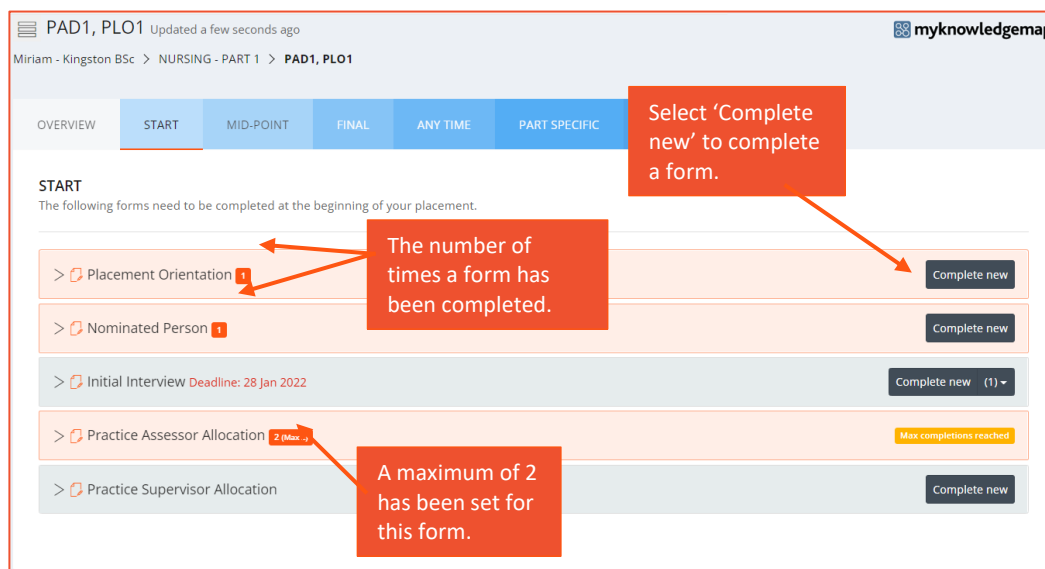 PAD1, PLO1 Updated a few seconds ago
myknowledgemap
Miriam - Kingston BSc > NURSING - PART 1 > PAD1, PLO1
OVERVIEW START MID-POINT FINAL ANY TIME PART SPECIFIC
Select ‘Complete
new’ to complete
a form.
START
The following forms need to be completed at the beginning of your placement.
The number of
times a form has
been completed.
> Placement Orientation 1 Complete new
> Nominated Person 1 Complete new
> Initial Interview Deadline: 28 Jan 2022 Complete new (1)
> Practice Assessor Allocation 2 (Max ..) Max completions reached
A maximum of 2
has been set for
this form.
> Practice Supervisor Allocation Complete new